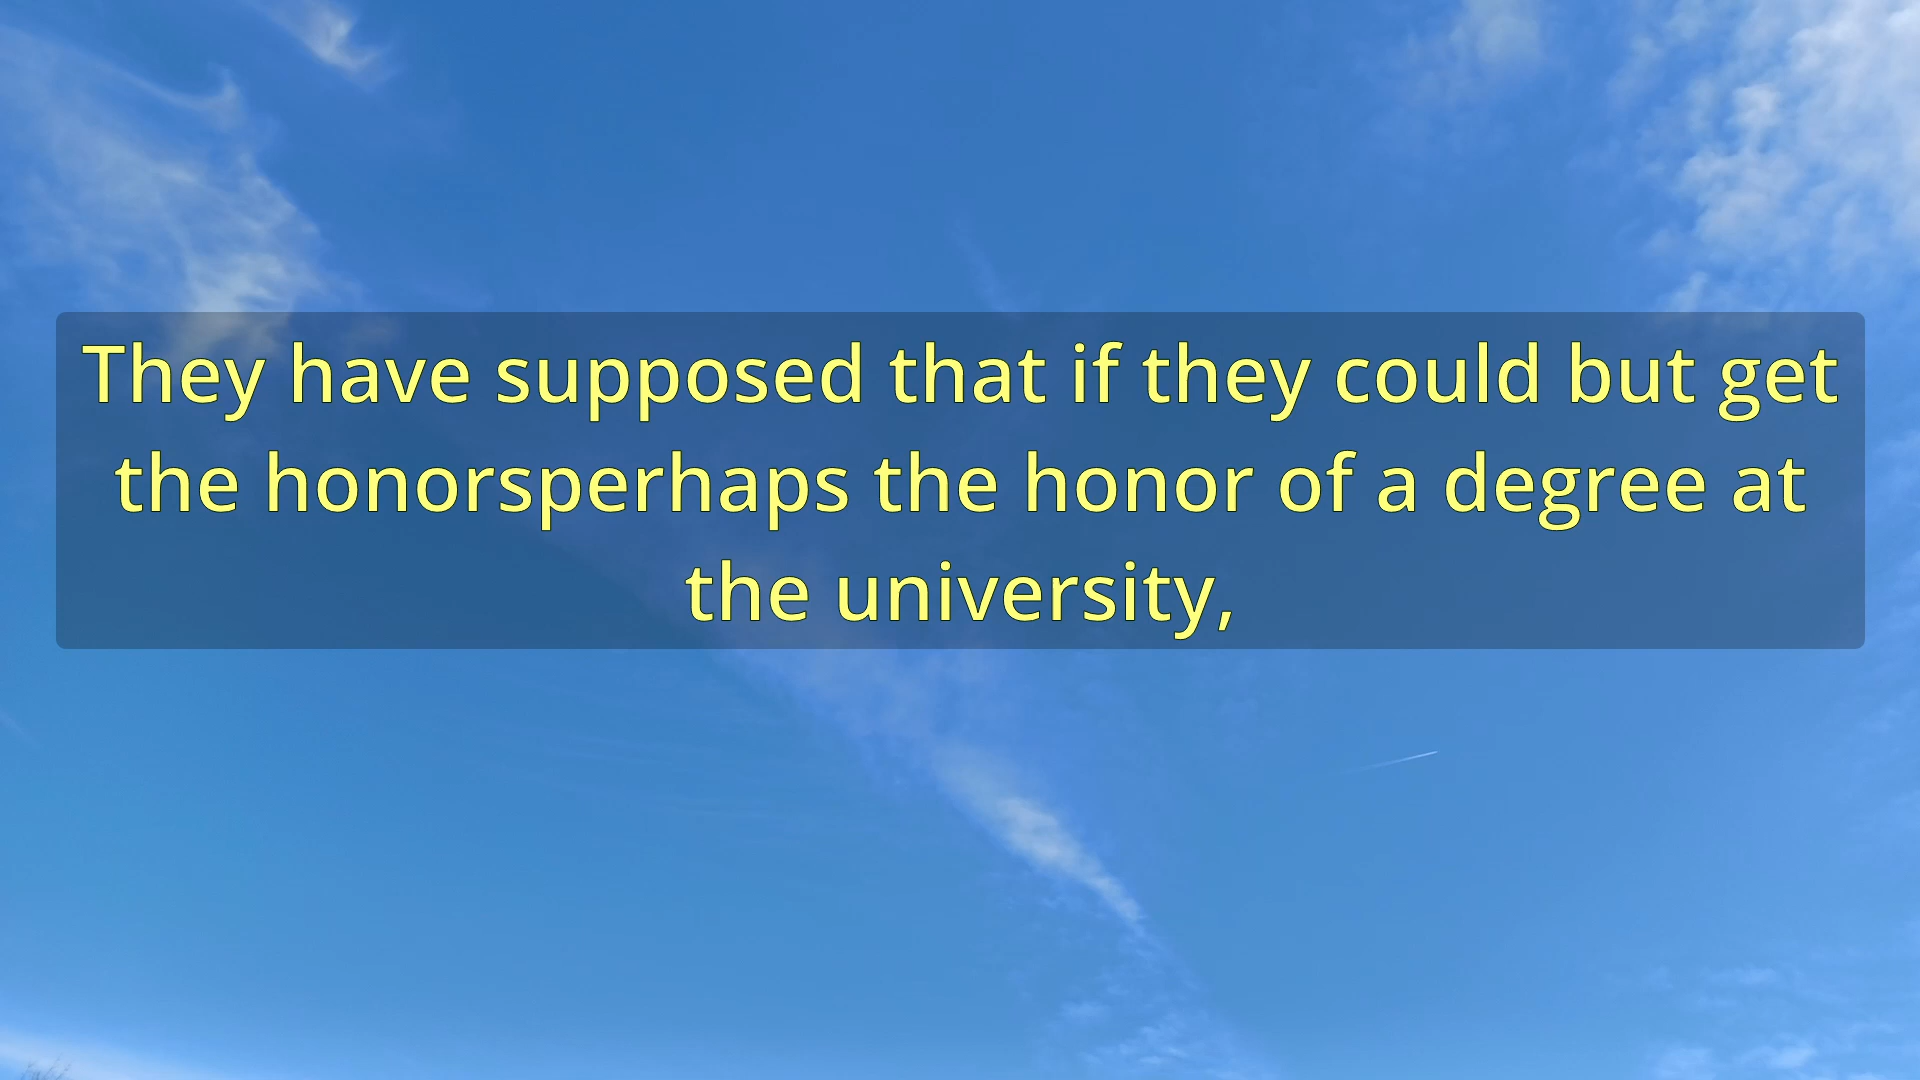 They have supposed that if they could but get
the honorsperhaps the honor of a degree at
the university,